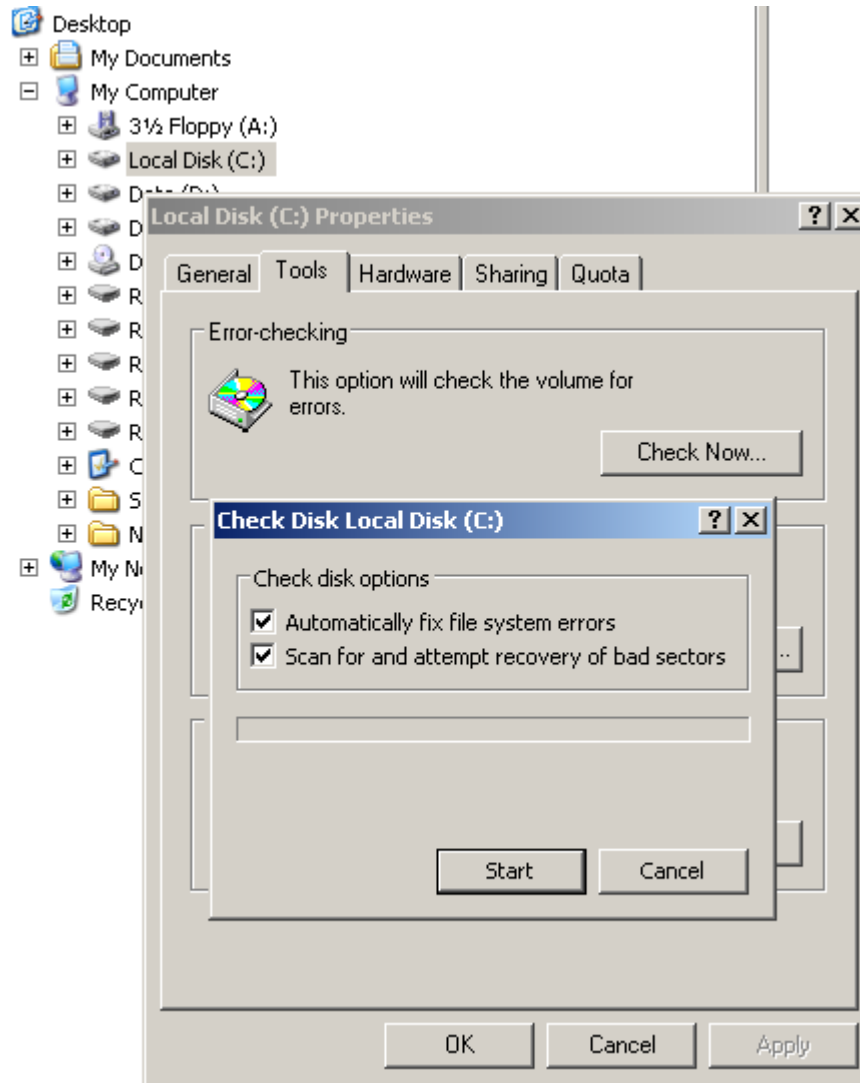 Desktop
My Documents
My Computer
3½ Floppy (A:)
Local Disk (C:)
Local Disk (C:) Properties
General Tools Hardware Sharing Quota
Error-checking
This option will check the volume for
errors.
Check Now...
Check Disk Local Disk (C:)
Check disk options
Automatically fix file system errors
Scan for and attempt recovery of bad sectors
Start Cancel
My
OK Cancel Apply